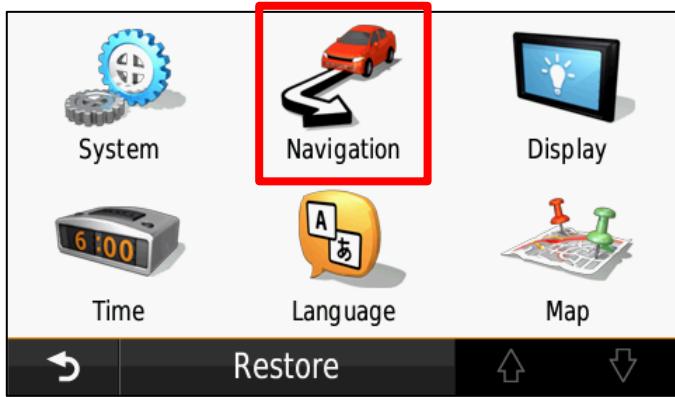 System Navigation Display
6:00
A
あ
Time Language Map
Restore